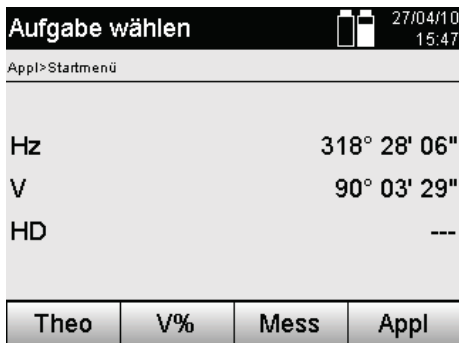 Aufgabe wählen
27/04/10
15:47
Appl>Startmenü
Hz 318° 28' 06"
V 90° 03' 29"
HD ---
Theo V% Mess Appl